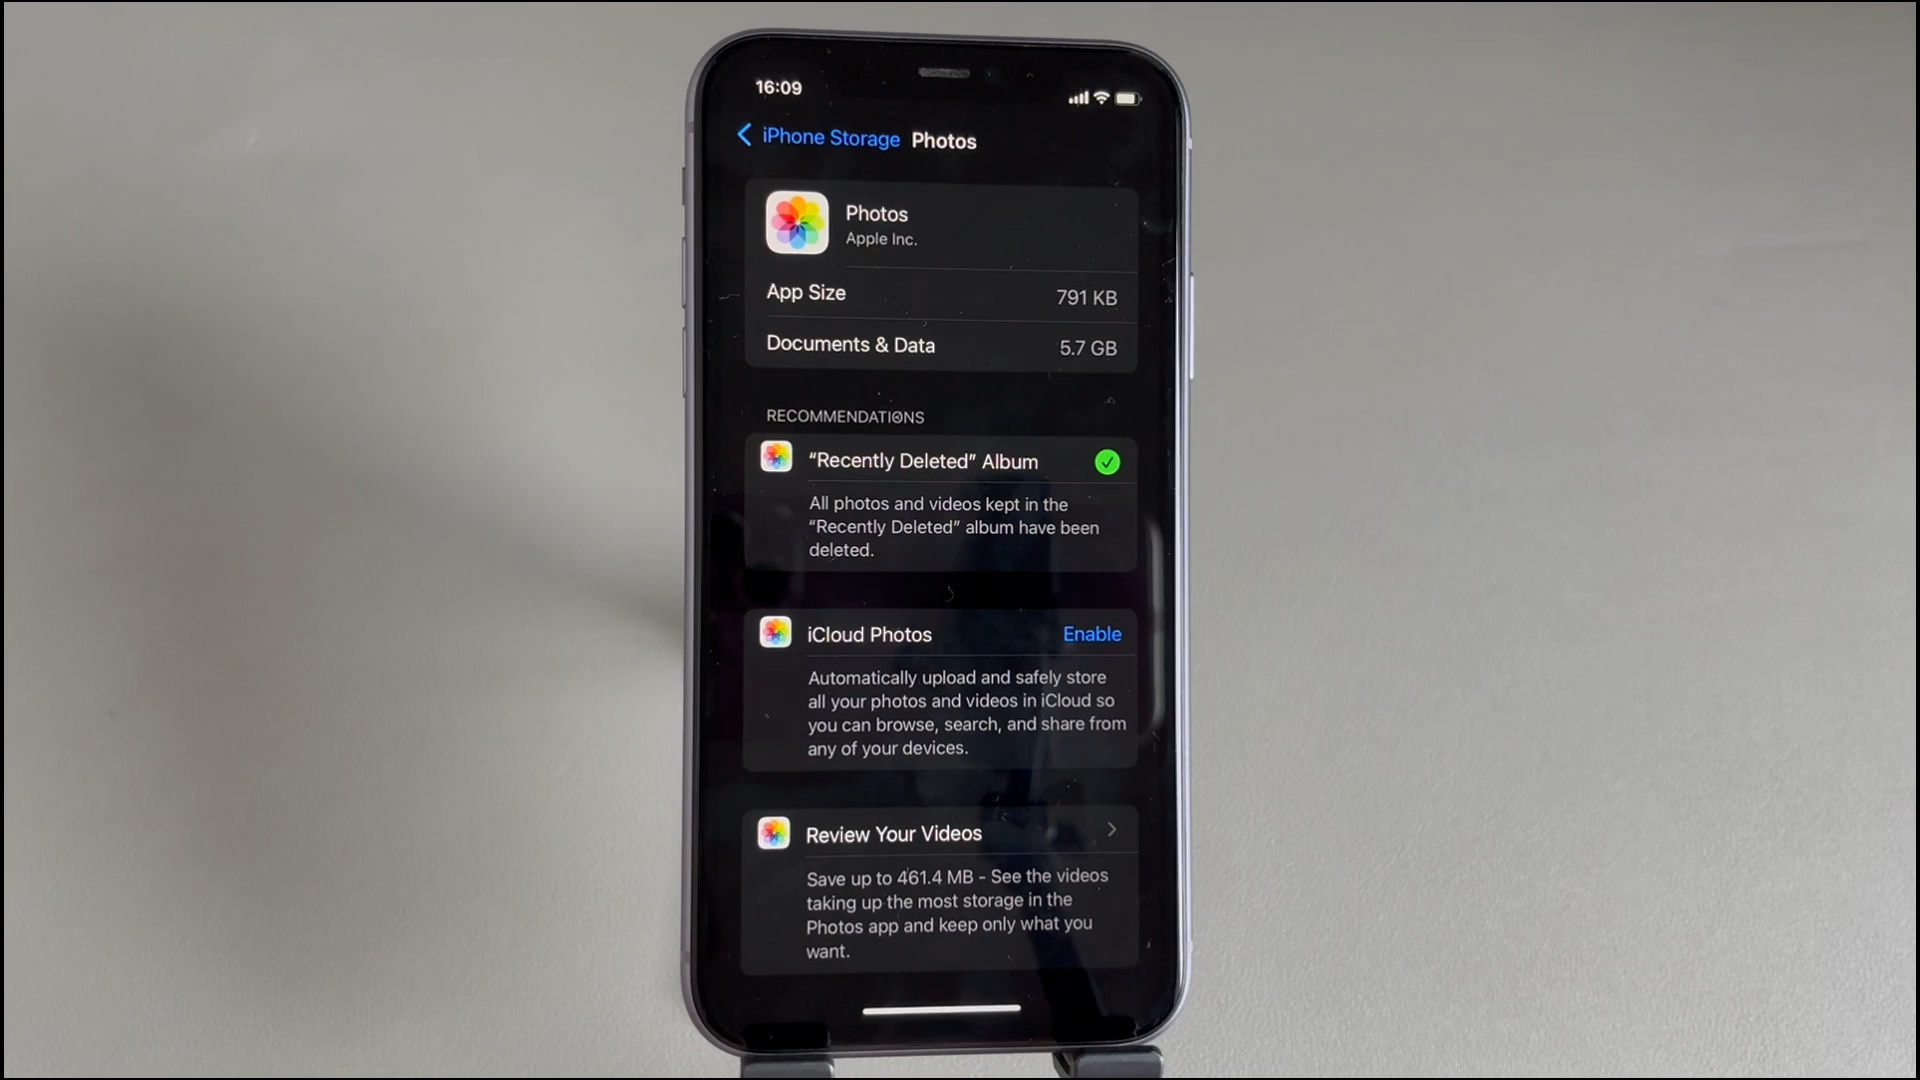 16:09
iPhone Storage Photos
Photos
Apple Inc.
App Size 791 KB
Documents & Data 5.7 GB
RECOMMENDATIONS
“Recently Deleted” Album
All photos and videos kept in the
“Recently Deleted” album have been
deleted.
iCloud Photos Enable
Automatically upload and safely store
all your photos and videos in iCloud so
you can browse, search, and share from
any of your devices.
Review Your Videos
Save up to 461.4 MB - See the videos
taking up the most storage in the
Photos app and keep only what you
want.